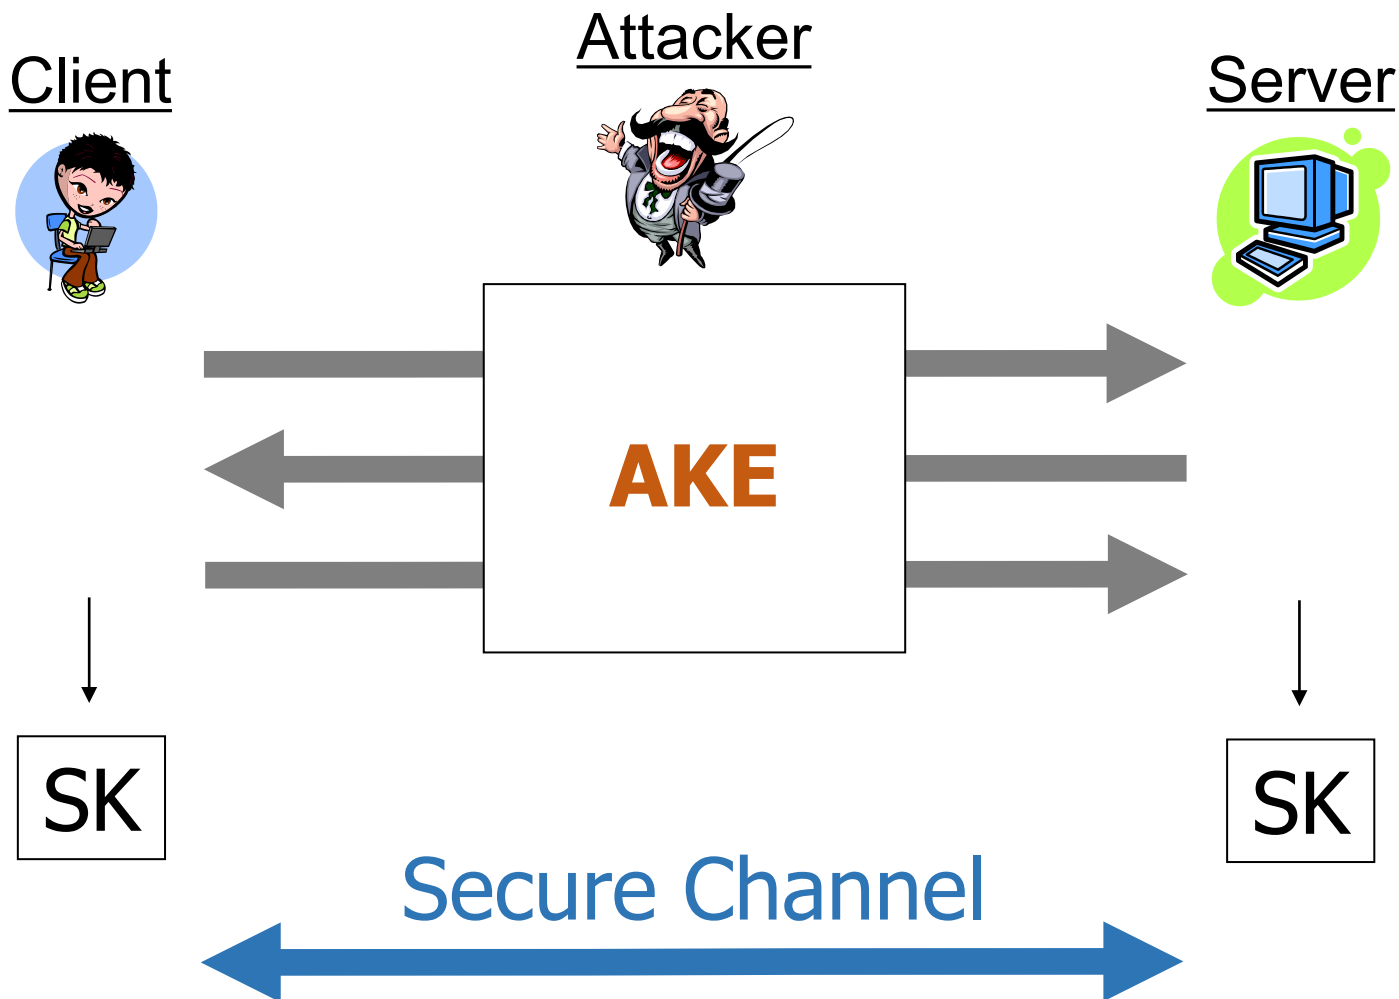 Attacker
Client
Server
AKE
SK
SK
Secure Channel